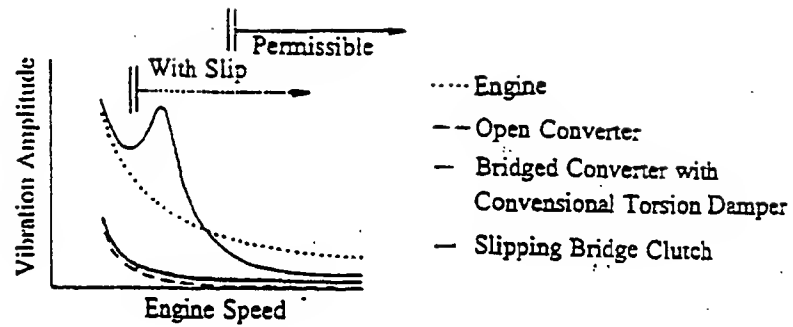 Permissible
With Slip
Vibration Amplitude
Engine Speed
Engine
Open Converter
Bridged Converter with
Convensional Torsion Damper
Slipping Bridge Clutch